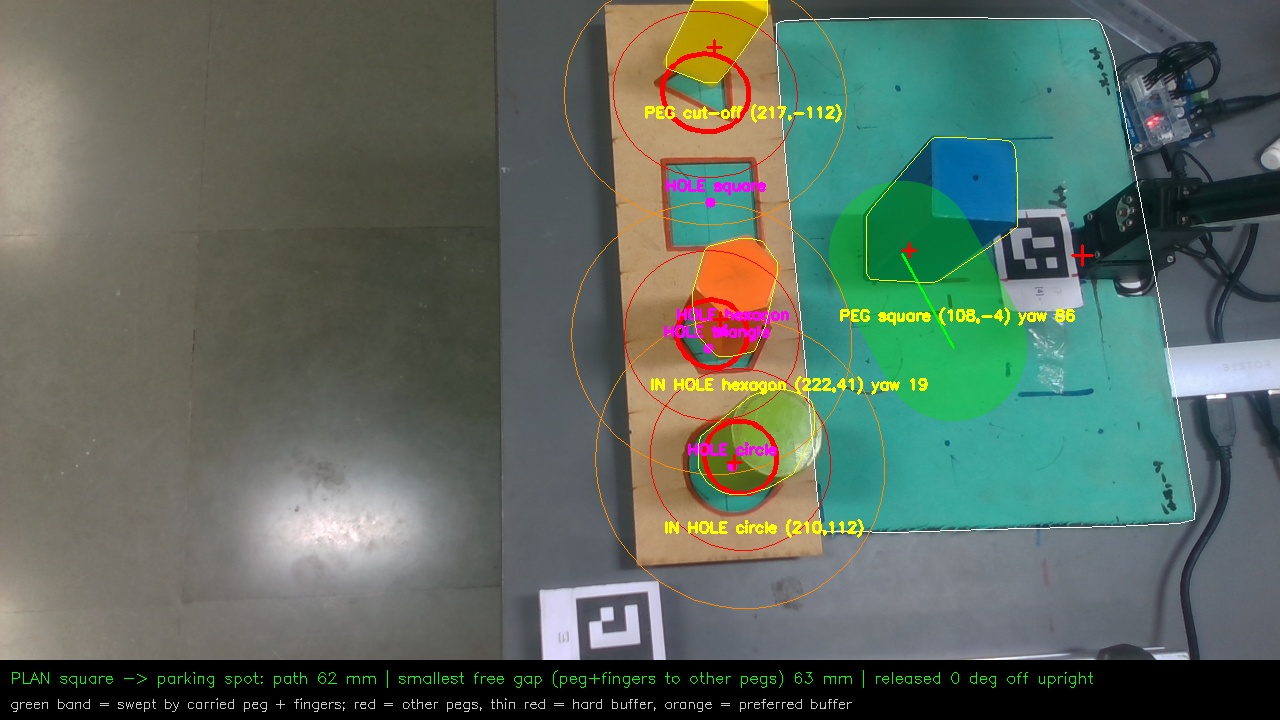 PEG cut-off (217,-112)
HOLE square
HOLE hexagon
HOLE triangle
PEG square (108,-4) yaw 86
IN HOLE hexagon (222,41) yaw 19
HOLE circle
IN HOLE circle (210,112)
PLAN square -> parking spot: path 62 mm | smallest free gap (peg+fingers to other pegs) 63 mm | released 0 deg off upright
green band = swept by carried peg + fingers; red = other pegs, thin red = hard buffer, orange = preferred buffer